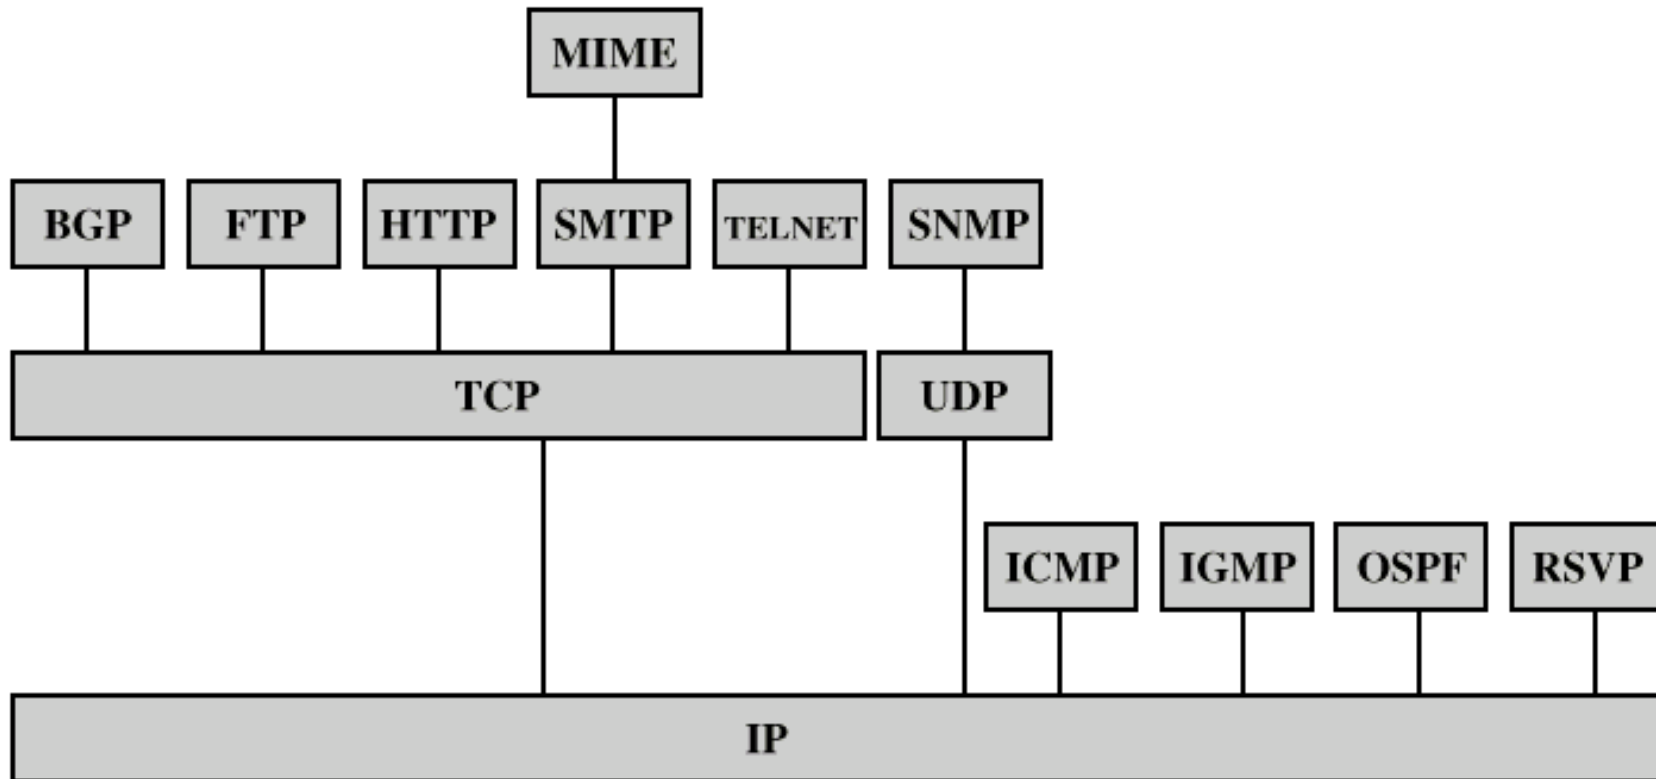 MIME
BGP FTP HTTP SMTP TELNET SNMP
TCP UDP
ICMP IGMP OSPF RSVP
IP